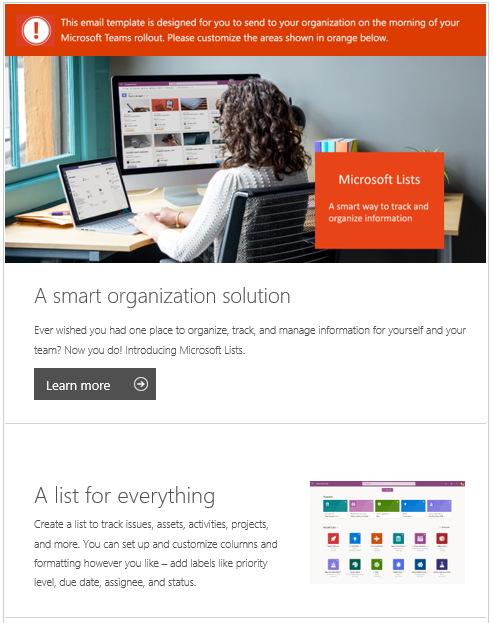 This email template is designed for you to send to your organization on the morning of your
Microsoft Teams rollout. Please customize the areas shown in orange below.
Microsoft Lists
A smart way to track and
organize information
A smart organization solution
Ever wished you had one place to organize, track, and manage information for yourself and your
team? Now you do! Introducing Microsoft Lists.
Learn more
A list for everything
Create a list to track issues, assets, activities, projects,
and more. You can set up and customize columns and
formatting however you like – add labels like priority
level, due date, assignee, and status.